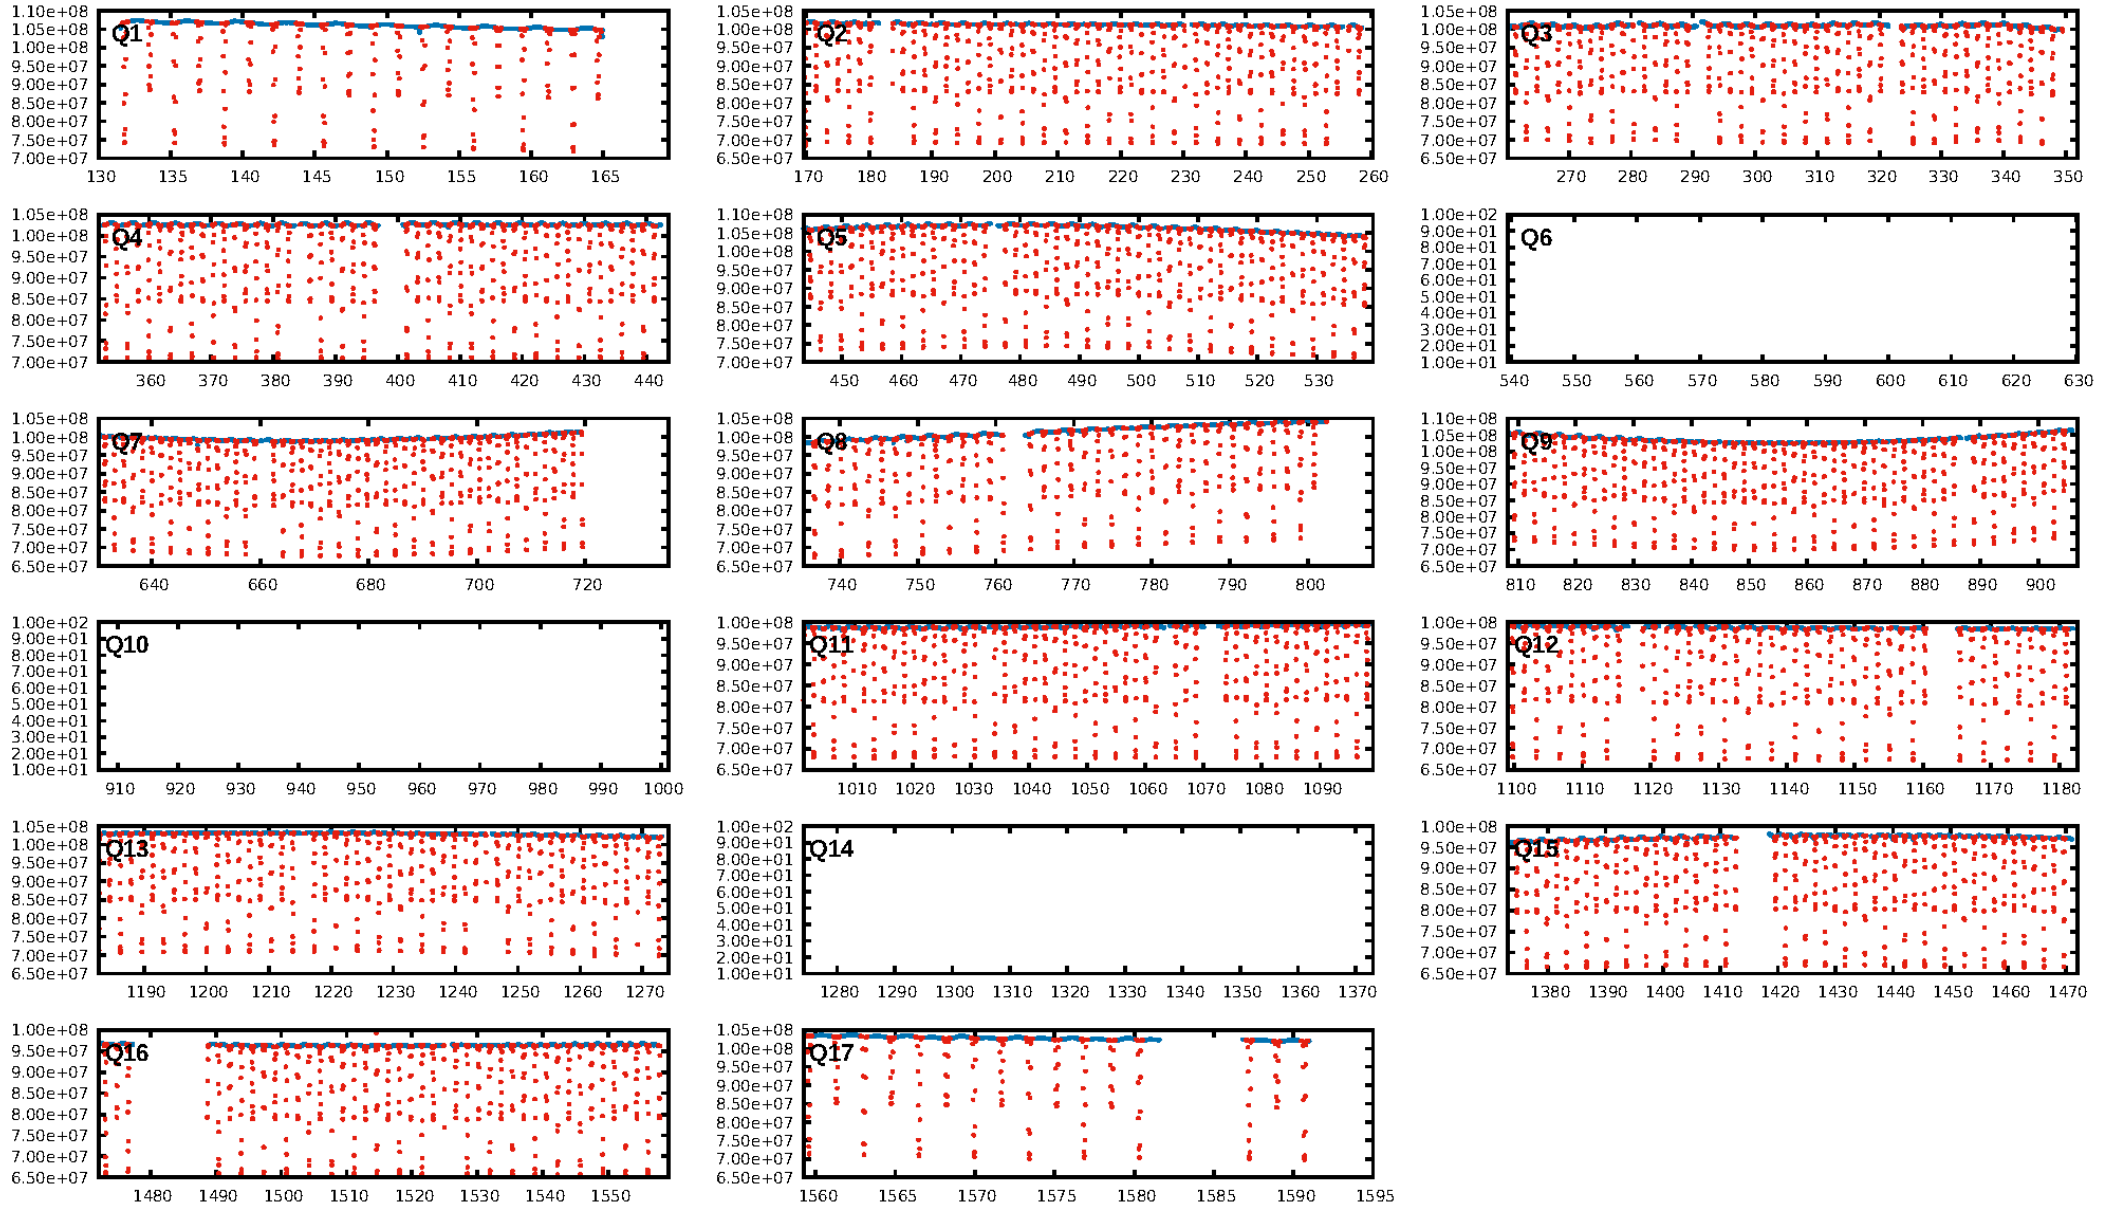 1.10e+08
1.05e+08
1.00e+08
9.50e+07
9.00e+07
8.50e+07
8.00e+07
7.50e+07
7.00e+07
Q1
130 135 140 145 150 155 160 165
1.05e+08
1.00e+08
9.50e+07
9.00e+07
8.50e+07
8.00e+07
7.50e+07
7.00e+07
6.50e+07
Q2
170 180 190 200 210 220 230 240 250 260
1.05e+08
1.00e+08
9.50e+07
9.00e+07
8.50e+07
8.00e+07
7.50e+07
7.00e+07
6.50e+07
Q3
270 280 290 300 310 320 330 340 350
1.05e+08
1.00e+08
9.50e+07
9.00e+07
8.50e+07
8.00e+07
7.50e+07
7.00e+07
Q4
360 370 380 390 400 410 420 430 440
1.10e+08
1.05e+08
1.00e+08
9.50e+07
9.00e+07
8.50e+07
8.00e+07
7.50e+07
7.00e+07
Q5
450 460 470 480 490 500 510 520 530
1.00e+02
9.00e+01
8.00e+01
7.00e+01
6.00e+01
5.00e+01
4.00e+01
3.00e+01
2.00e+01
1.00e+01
Q6
540 550 560 570 580 590 600 610 620 630
1.05e+08
1.00e+08
9.50e+07
9.00e+07
8.50e+07
8.00e+07
7.50e+07
7.00e+07
6.50e+07
Q7
640 660 680 700 720
1.05e+08
1.00e+08
9.50e+07
9.00e+07
8.50e+07
8.00e+07
7.50e+07
7.00e+07
6.50e+07
Q8
740 750 760 770 780 790 800
1.10e+08
1.05e+08
1.00e+08
9.50e+07
9.00e+07
8.50e+07
8.00e+07
7.50e+07
7.00e+07
6.50e+07
Q9
810 820 830 840 850 860 870 880 890 900
1.00e+02
9.00e+01
8.00e+01
7.00e+01
6.00e+01
5.00e+01
4.00e+01
3.00e+01
2.00e+01
1.00e+01
Q10
910 920 930 940 950 960 970 980 990 1000
1.00e+08
9.50e+07
9.00e+07
8.50e+07
8.00e+07
7.50e+07
7.00e+07
6.50e+07
Q11
1010 1020 1030 1040 1050 1060 1070 1080 1090
1.00e+08
9.50e+07
9.00e+07
8.50e+07
8.00e+07
7.50e+07
7.00e+07
6.50e+07
Q12
1100 1110 1120 1130 1140 1150 1160 1170 1180
1.05e+08
1.00e+08
9.50e+07
9.00e+07
8.50e+07
8.00e+07
7.50e+07
7.00e+07
6.50e+07
Q13
1190 1200 1210 1220 1230 1240 1250 1260 1270
1.00e+02
9.00e+01
8.00e+01
7.00e+01
6.00e+01
5.00e+01
4.00e+01
3.00e+01
2.00e+01
1.00e+01
Q14
1280 1290 1300 1310 1320 1330 1340 1350 1360 1370
1.00e+08
9.50e+07
9.00e+07
8.50e+07
8.00e+07
7.50e+07
7.00e+07
6.50e+07
Q15
1380 1390 1400 1410 1420 1430 1440 1450 1460 1470
1.00e+08
9.50e+07
9.00e+07
8.50e+07
8.00e+07
7.50e+07
7.00e+07
6.50e+07
Q16
1480 1490 1500 1510 1520 1530 1540 1550
1.05e+08
1.00e+08
9.50e+07
9.00e+07
8.50e+07
8.00e+07
7.50e+07
7.00e+07
6.50e+07
Q17
1560 1565 1570 1575 1580 1585 1590 1595